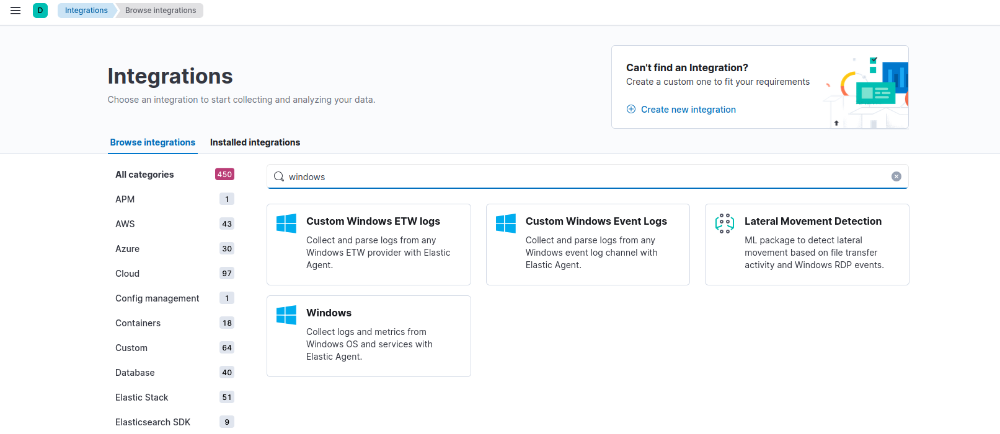 D Integrations Browse integrations
Integrations
Choose an integration to start collecting and analyzing your data.
Can't find an Integration?
Create a custom one to fit your requirements
Create new integration
Browse integrations Installed integrations
All categories 450
APM 1
AWS 43
Azure 30
Cloud 97
Config management 1
Containers 18
Custom 64
Database 40
Elastic Stack 51
Elasticsearch SDK 9
windows
Custom Windows ETW logs
Collect and parse logs from any
Windows ETW provider with Elastic
Agent.
Custom Windows Event Logs
Collect and parse logs from any
Windows event log channel with
Elastic Agent.
Lateral Movement Detection
ML package to detect lateral
movement based on file transfer
activity and Windows RDP events.
Windows
Collect logs and metrics from
Windows OS and services with
Elastic Agent.